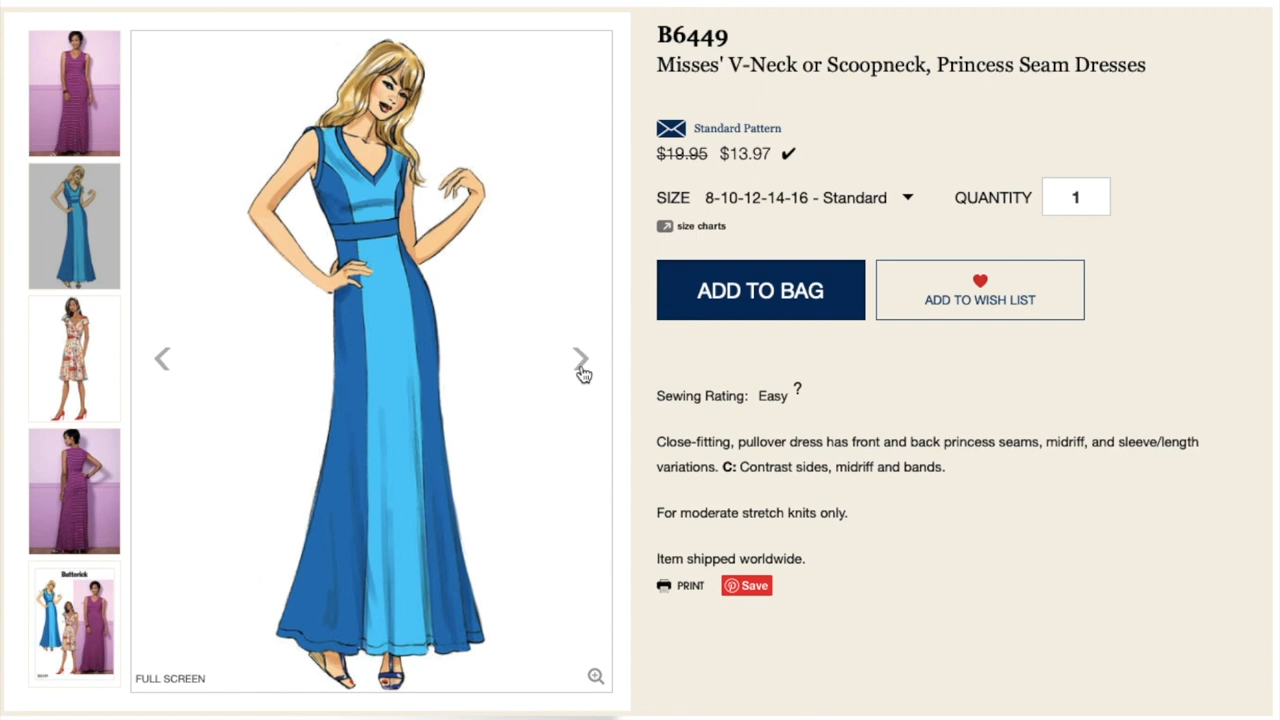 B6449
Misses' V-Neck or Scoopneck, Princess Seam Dresses
Standard Pattern
$19.95 $13.97 ✔
SIZE 8-10-12-14-16 - Standard QUANTITY 1
size charts
ADD TO BAG
ADD TO WISH LIST
Sewing Rating: Easy ?
Close-fitting, pullover dress has front and back princess seams, midriff, and sleeve/length
variations. C: Contrast sides, midriff and bands.
For moderate stretch knits only.
Item shipped worldwide.
PRINT Save
Butterick
FULL SCREEN